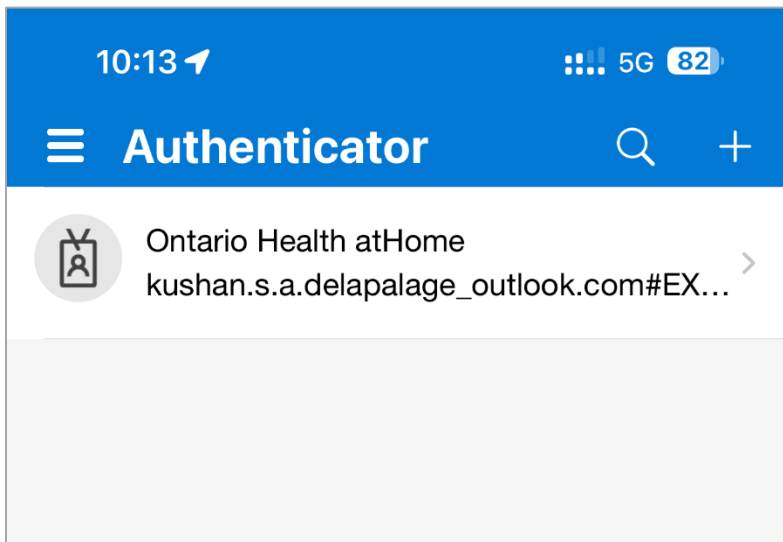 10:13
5G 82
Authenticator
Ontario Health atHome
kushan.s.a.delapalage_outlook.com#EX...